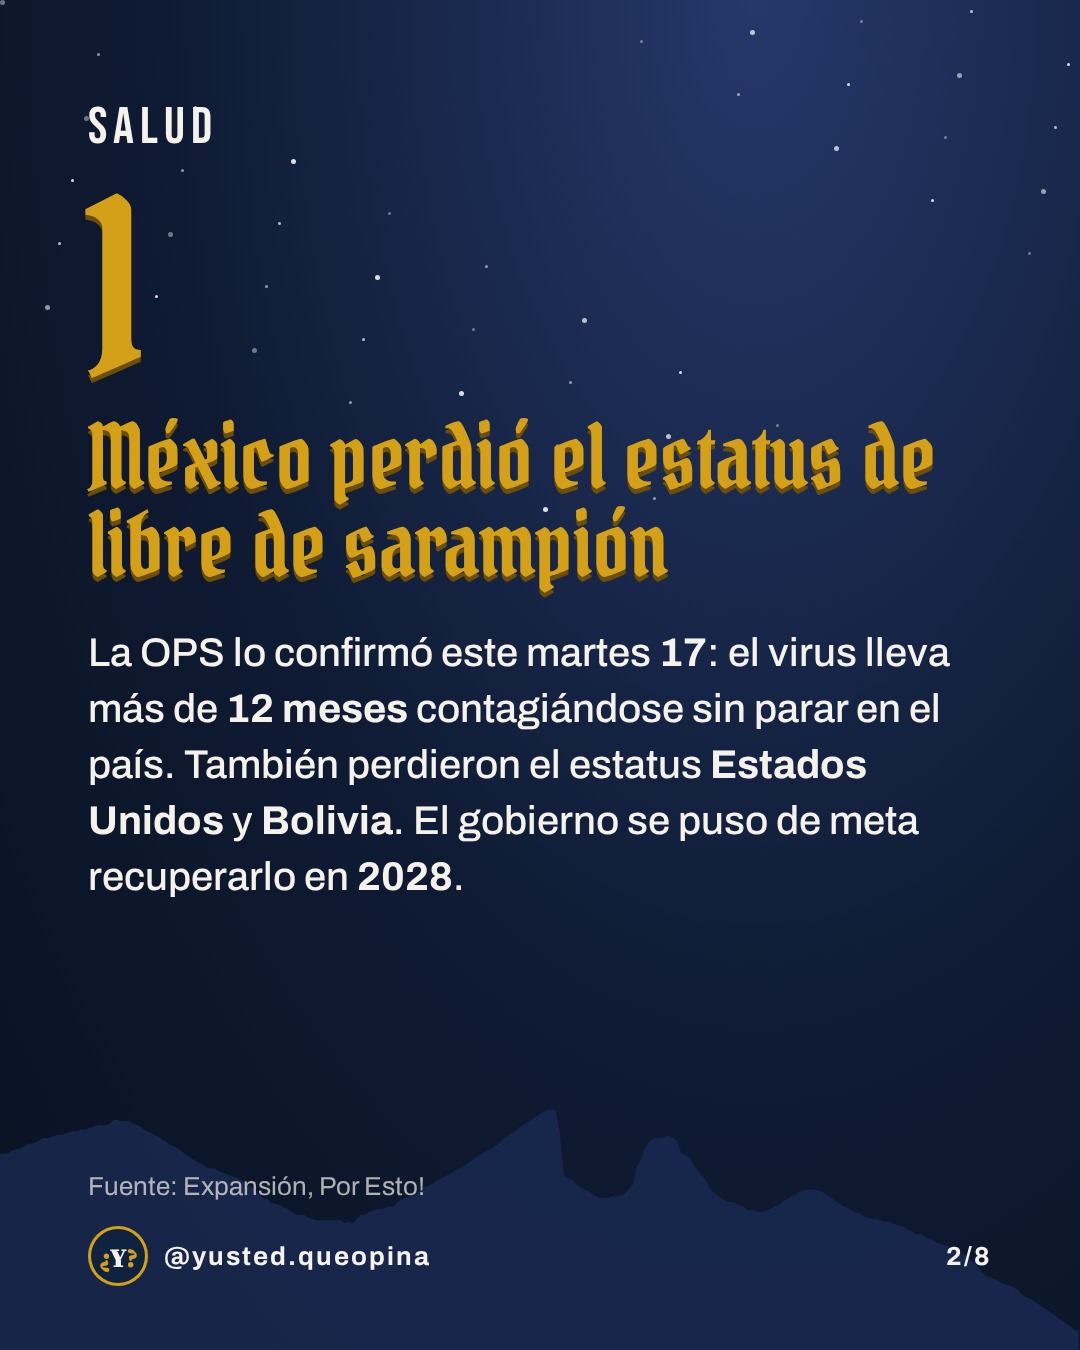 SALUD
1
México perdió el estatus de
libre de sarampión
La OPS lo confirmó este martes 17: el virus lleva
más de 12 meses contagiándose sin parar en el
país. También perdieron el estatus Estados
Unidos y Bolivia. El gobierno se puso de meta
recuperarlo en 2028.
Fuente: Expansión, Por Esto!
¿Y?
@yusted.queopina
2/8